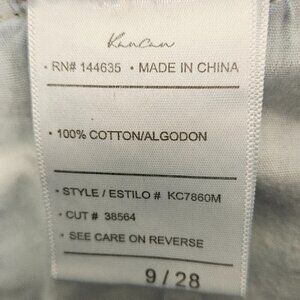 Kancan
• RN# 144635 • MADE IN CHINA
• 100% COTTON/ALGODON
• STYLE / ESTILO # KC7860M
• CUT # 38564
• SEE CARE ON REVERSE
9 / 28